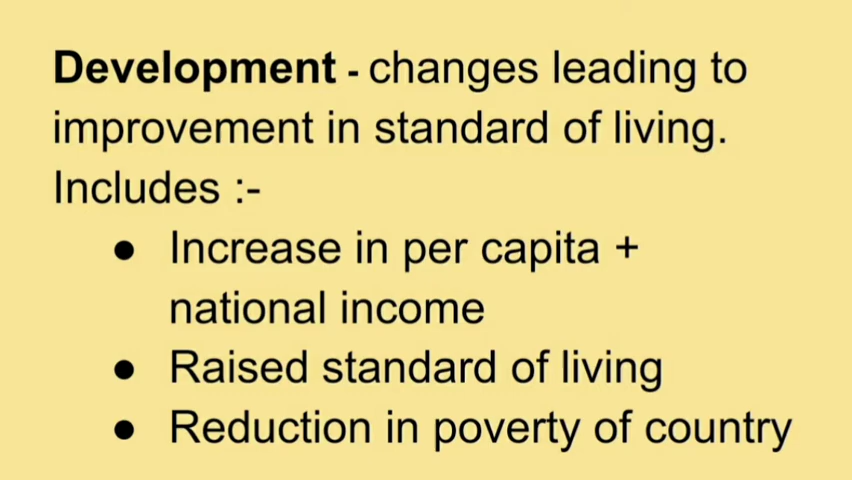 Development - changes leading to
improvement in standard of living.
Includes :-
● Increase in per capita +
national income
● Raised standard of living
● Reduction in poverty of country